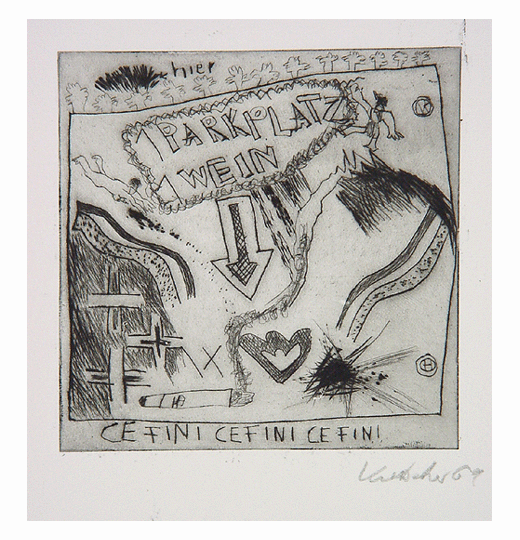 hier
PARKPLATZ
WEIN
CE FINI CE FINI CE FINI